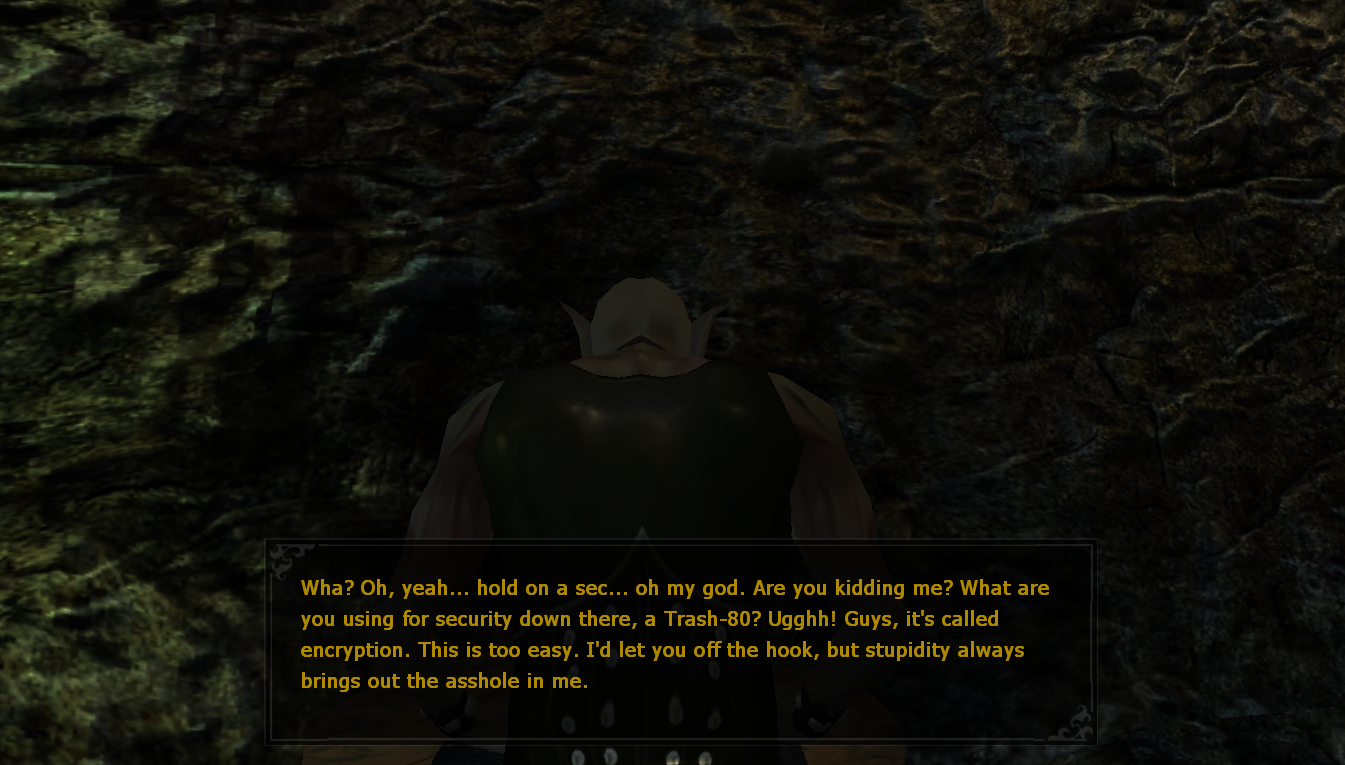 Wha? Oh, yeah... hold on a sec... oh my god. Are you kidding me? What are
you using for security down there, a Trash-80? Ugghh! Guys, it's called
encryption. This is too easy. I'd let you off the hook, but stupidity always
brings out the asshole in me.